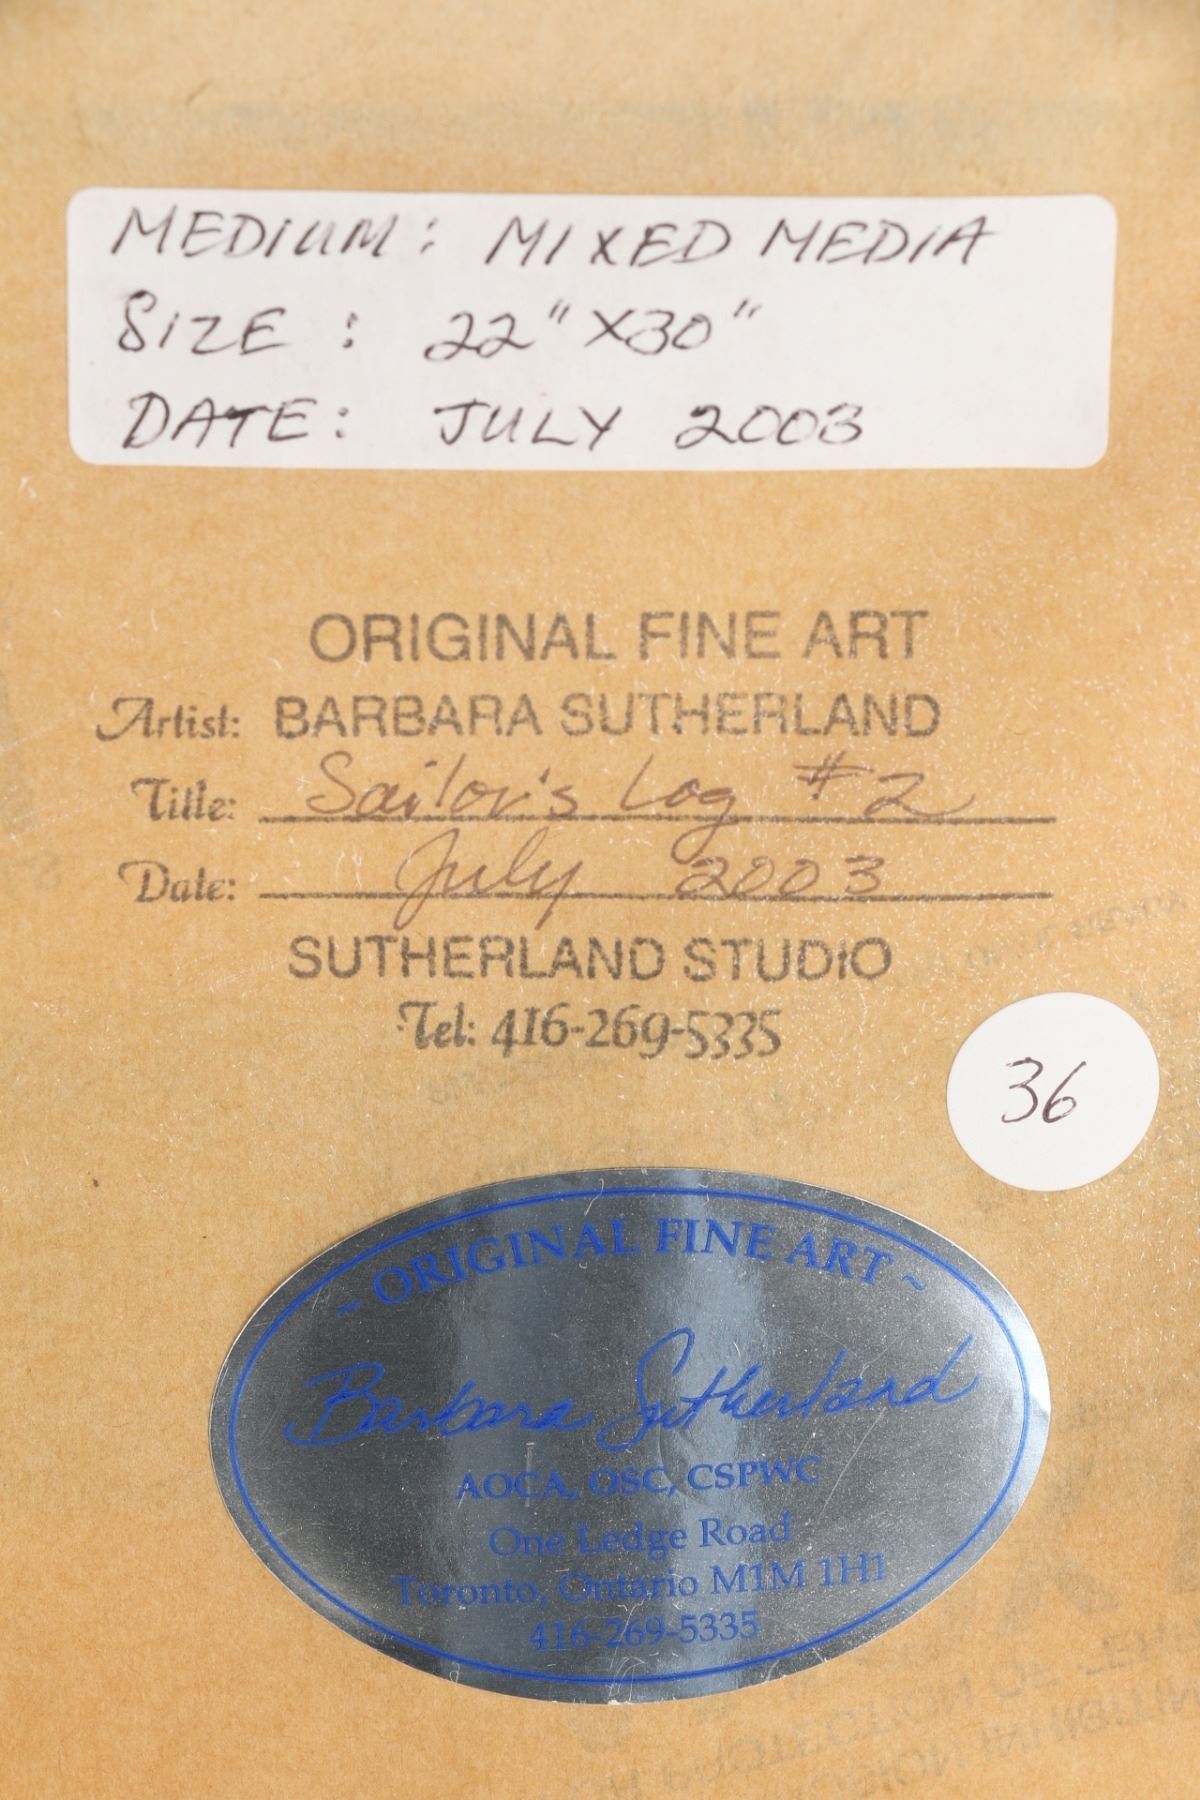 MEDIUM: MIXED MEDIA
SIZE : 22" X30"
DATE: JULY 2003
ORIGINAL FINE ART
Artist: BARBARA SUTHERLAND
Title: Sailor's Log #2
Date: July 2003
SUTHERLAND STUDIO
Tel: 416-269-5335
36
~ ORIGINAL FINE ART ~
Barbara Sutherland
AOCA, OSC, CSPWC
One Ledge Road
Toronto, Ontario M1M 1H1
416-269-5335